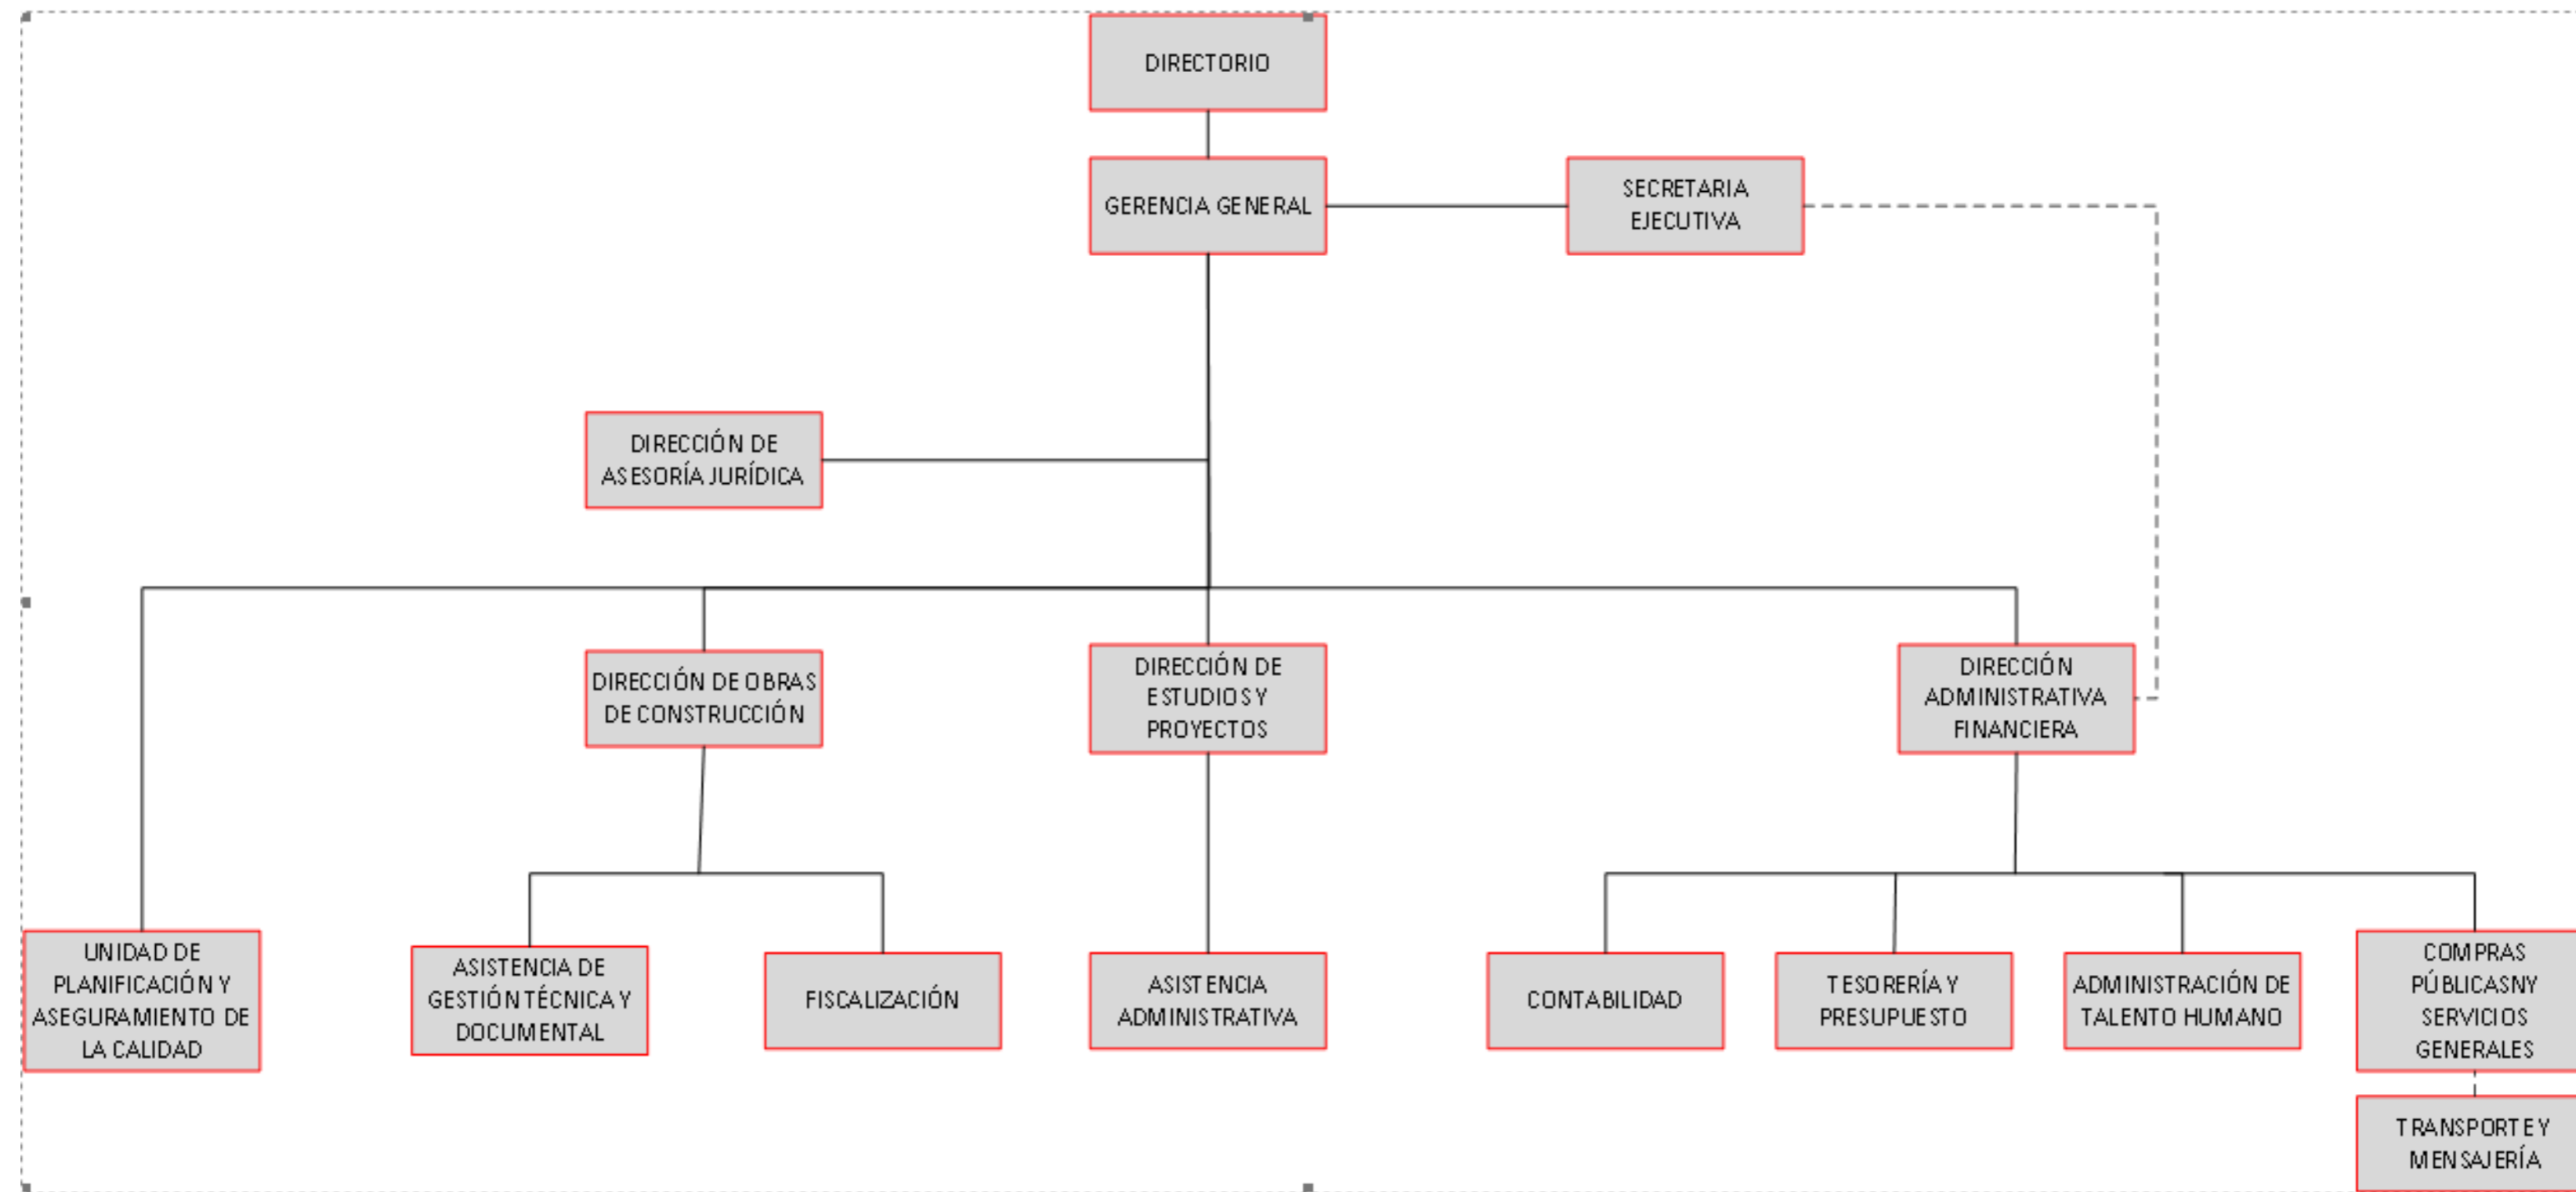 DIRECTORIO
GERENCIA GENERAL
SECRETARIA
EJECUTIVA
DIRECCIÓN DE
ASESORÍA JURÍDICA
DIRECCIÓN DE OBRAS
DE CONSTRUCCIÓN
DIRECCIÓN DE
ESTUDIOS Y
PROYECTOS
DIRECCIÓN
ADMINISTRATIVA
FINANCIERA
UNIDAD DE
PLANIFICACIÓN Y
ASEGURAMIENTO DE
LA CALIDAD
ASISTENCIA DE
GESTIÓN TÉCNICA Y
DOCUMENTAL
FISCALIZACIÓN
ASISTENCIA
ADMINISTRATIVA
CONTABILIDAD
TESORERÍA Y
PRESUPUESTO
ADMINISTRACIÓN DE
TALENTO HUMANO
COMPRAS
PÚBLICASNY
SERVICIOS
GENERALES
TRANSPORTE Y
MENSAJERÍA